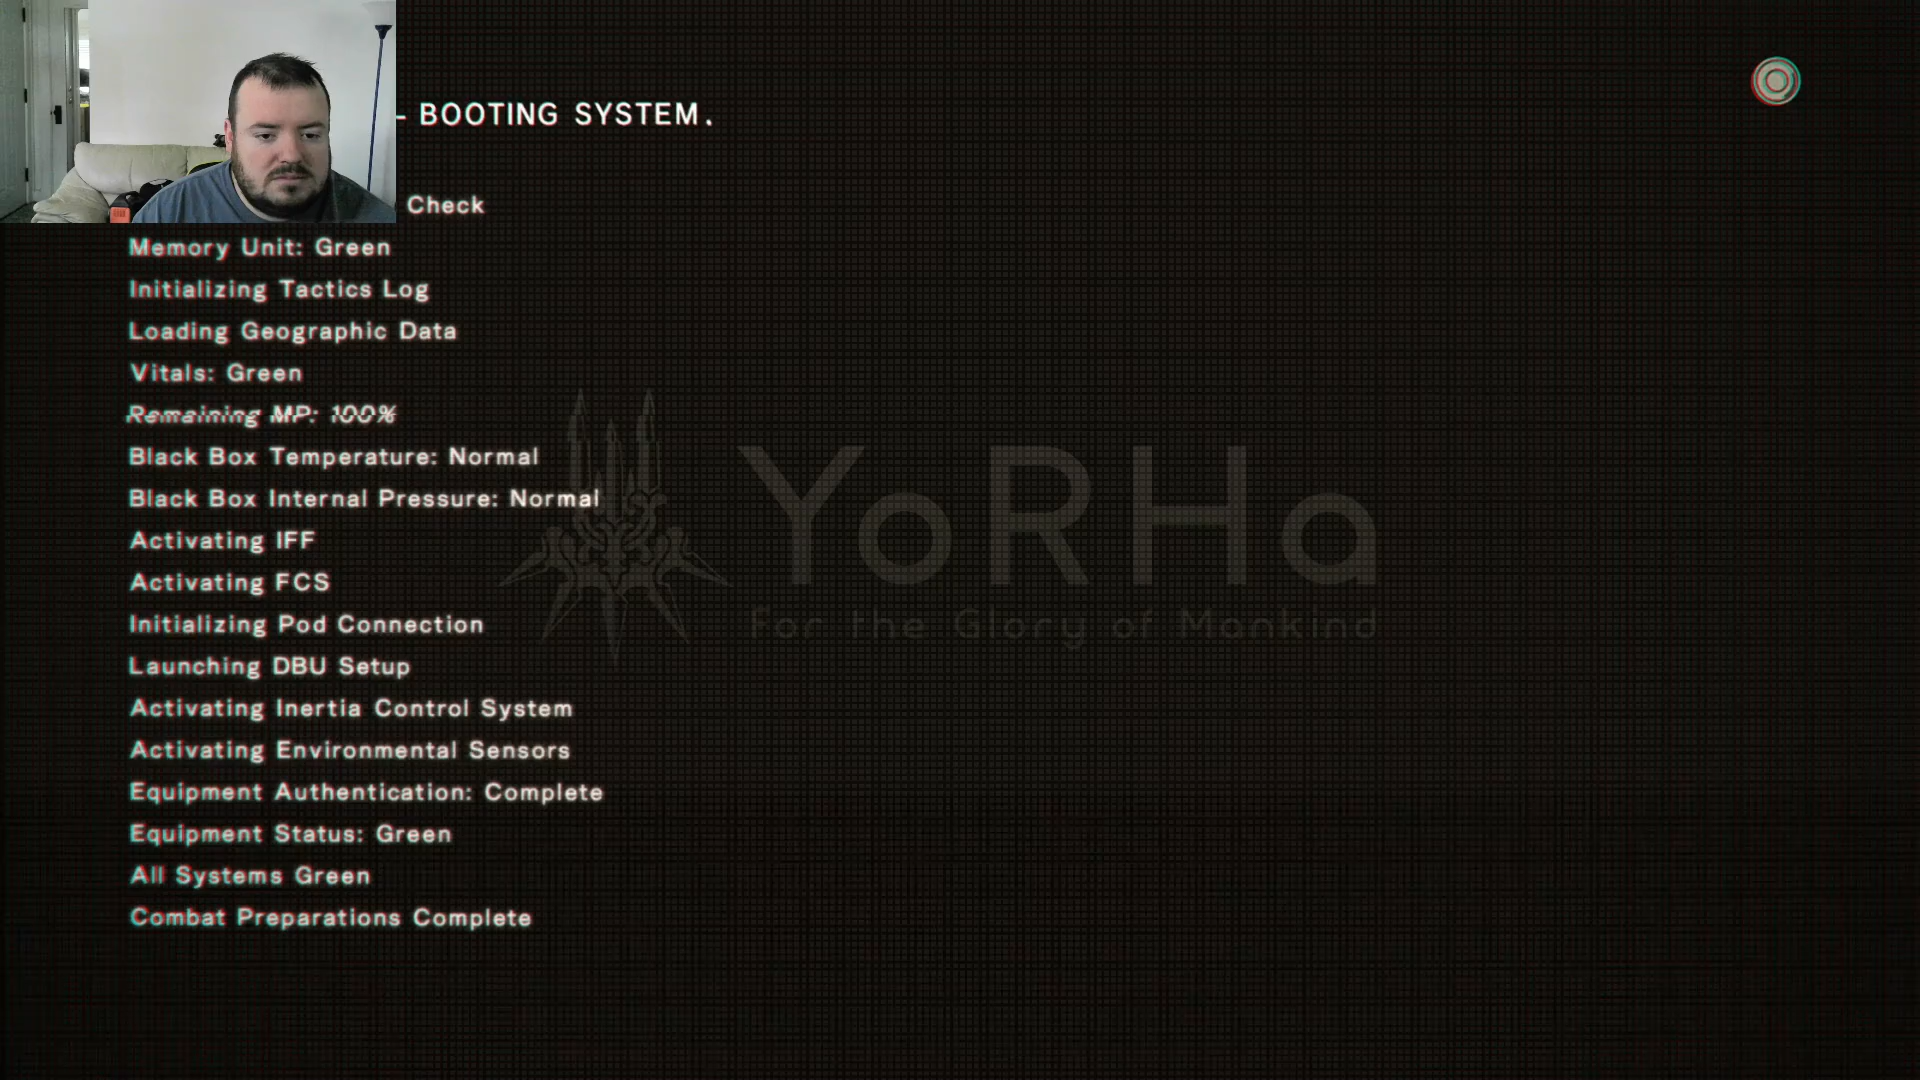 - BOOTING SYSTEM.
Check
Memory Unit: Green
Initializing Tactics Log
Loading Geographic Data
Vitals: Green
Remaining MP: 100%
Black Box Temperature: Normal
Black Box Internal Pressure: Normal
Activating IFF
Activating FCS
Initializing Pod Connection
Launching DBU Setup
Activating Inertia Control System
Activating Environmental Sensors
Equipment Authentication: Complete
Equipment Status: Green
All Systems Green
Combat Preparations Complete
YoRHa
For the Glory of Mankind